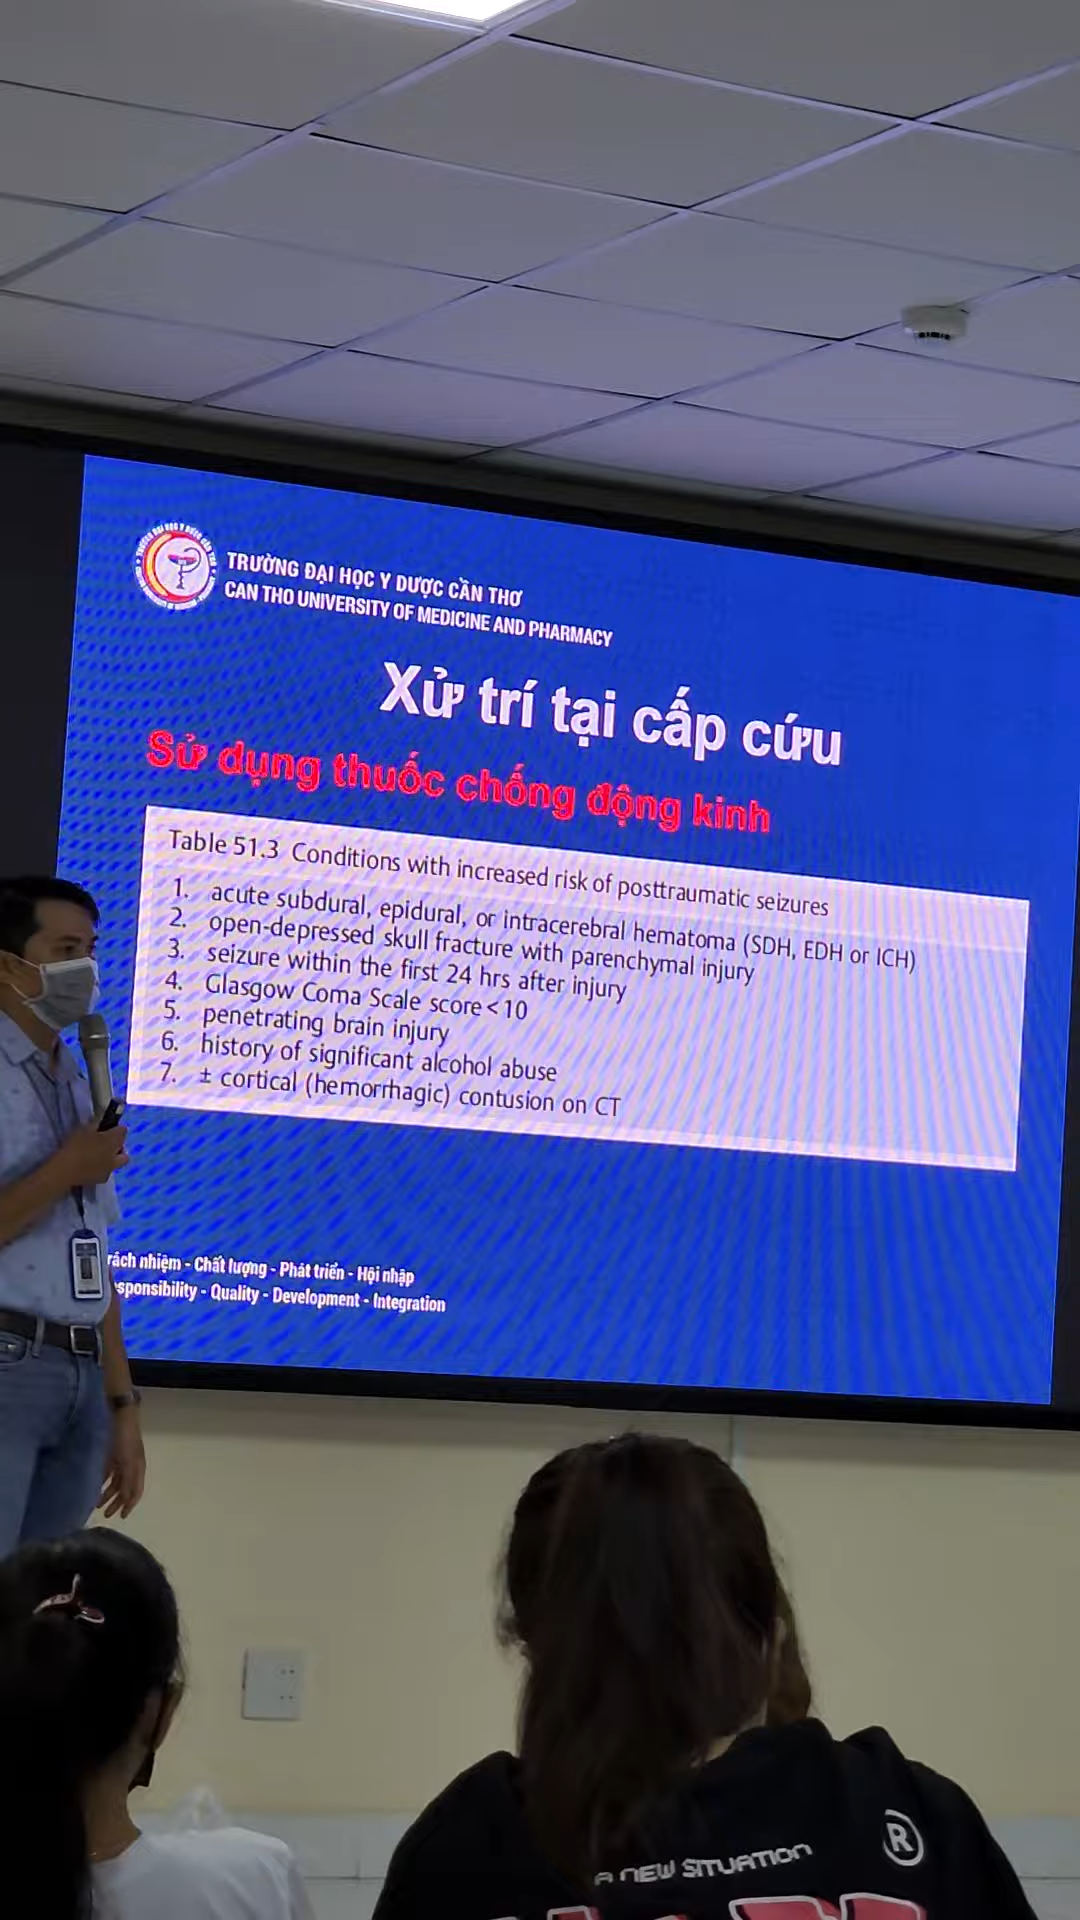 TRƯỜNG ĐẠI HỌC Y DƯỢC CẦN THƠ
CAN THO UNIVERSITY OF MEDICINE AND PHARMACY
Xử trí tại cấp cứu
Sử dụng thuốc chống động kinh
Table 51.3 Conditions with increased risk of posttraumatic seizures
1. acute subdural, epidural, or intracerebral hematoma (SDH, EDH or ICH)
2. open-depressed skull fracture with parenchymal injury
3. seizure within the first 24 hrs after injury
4. Glasgow Coma Scale score < 10
5. penetrating brain injury
6. history of significant alcohol abuse
7. ± cortical (hemorrhagic) contusion on CT
rách nhiệm - Chất lượng - Phát triển - Hội nhập
sponsibility - Quality - Development - Integration
A NEW SITUATION
®